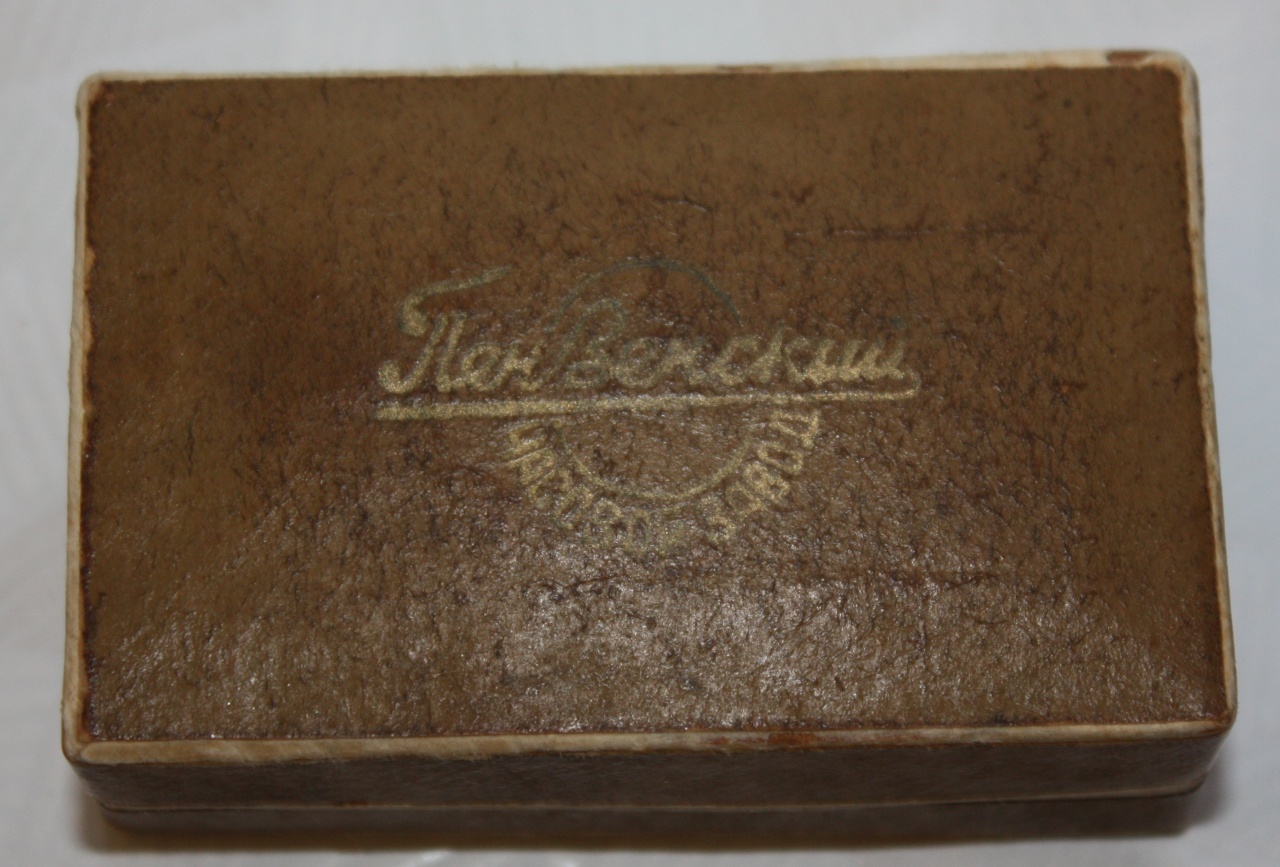 Пензенский
часовой завод